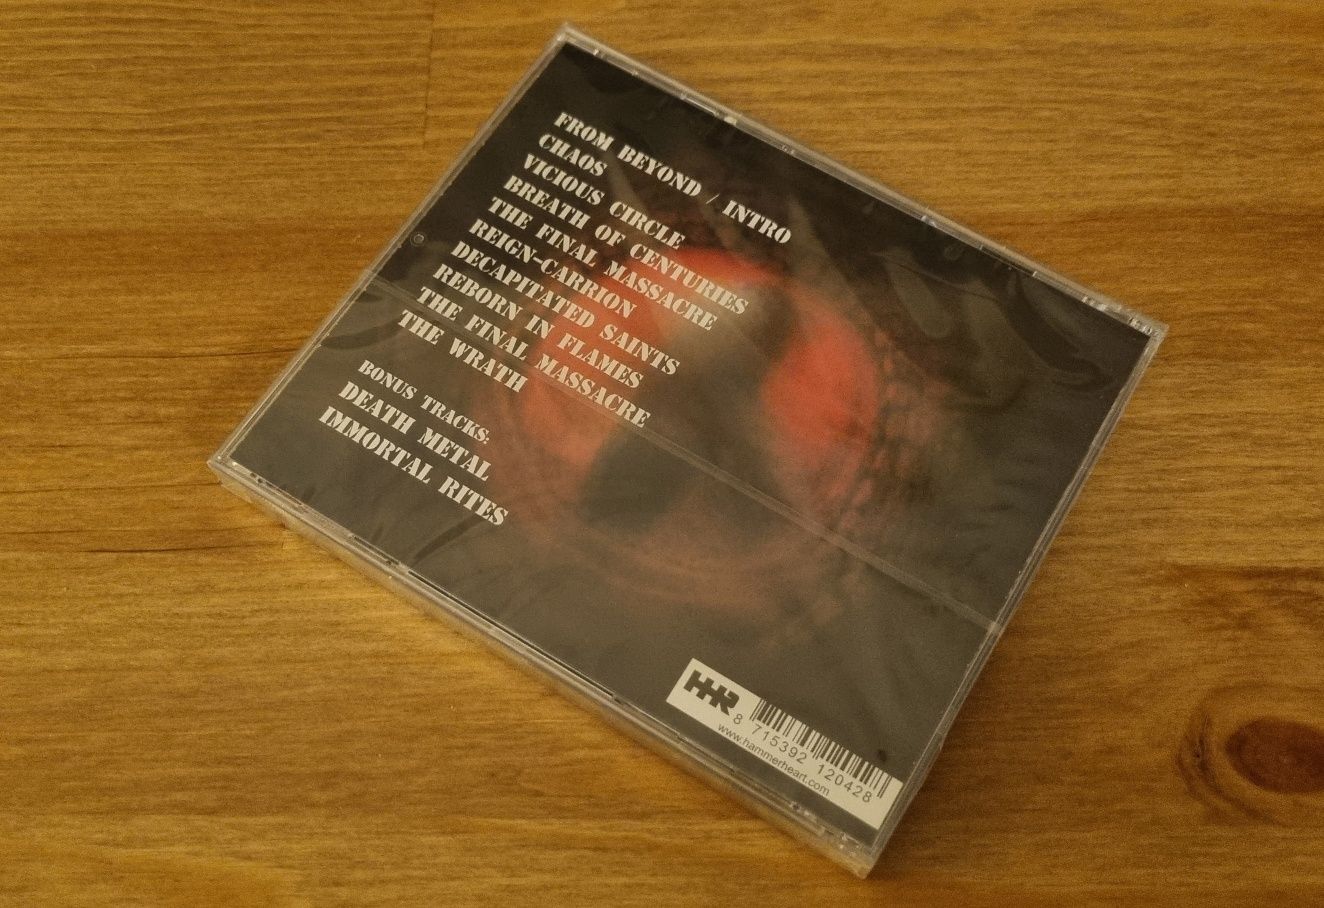 FROM BEYOND / INTRO
CHAOS
VICIOUS CIRCLE
BREATH OF CENTURIES
THE FINAL MASSACRE
REIGN-CARRION
DECAPITATED SAINTS
REBORN IN FLAMES
THE FINAL MASSACRE
THE WRATH
BONUS TRACKS:
DEATH METAL
IMMORTAL RITES
HHR
8 715392 120428
www.hammerheart.com